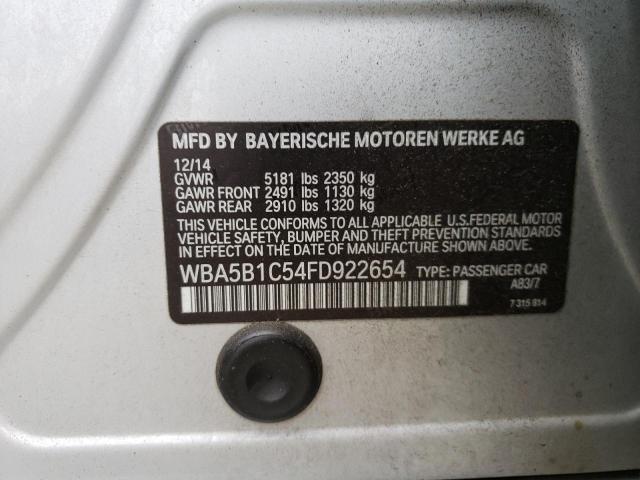 MFD BY BAYERISCHE MOTOREN WERKE AG
12/14
GVWR 5181 lbs 2350 kg
GAWR FRONT 2491 lbs 1130 kg
GAWR REAR 2910 lbs 1320 kg
THIS VEHICLE CONFORMS TO ALL APPLICABLE U.S.FEDERAL MOTOR
VEHICLE SAFETY, BUMPER, AND THEFT PREVENTION STANDARDS
IN EFFECT ON THE DATE OF MANUFACTURE SHOWN ABOVE.
WBA5B1C54FD922654 TYPE: PASSENGER CAR
A83/7
7 315 814